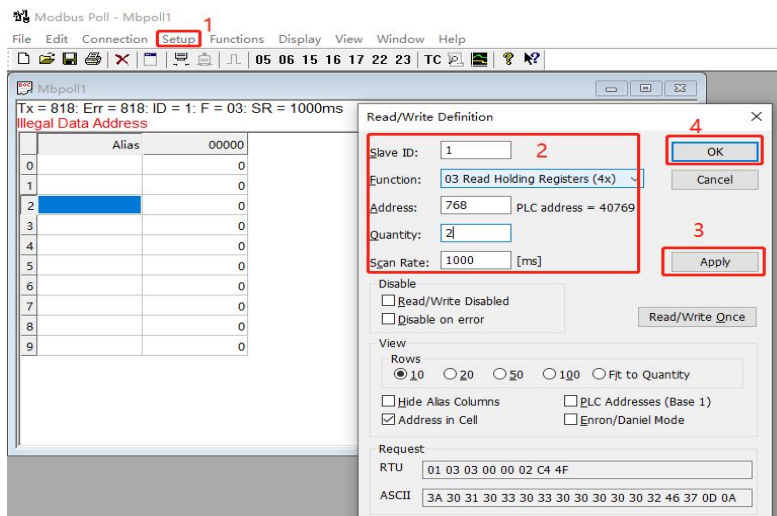 Modbus Poll - Mbpoll1
1
File Edit Connection Setup Functions Display View Window Help
05 06 15 16 17 22 23 TC
Mbpoll1
Tx = 818: Err = 818: ID = 1: F = 03: SR = 1000ms
Illegal Data Address
Alias 00000
0 0
1 0
2 0
3 0
4 0
5 0
6 0
7 0
8 0
9 0
Read/Write Definition
4
Slave ID: 1 2 OK
Function: 03 Read Holding Registers (4x) Cancel
Address: 768 PLC address = 40769
Quantity: 2 3
Scan Rate: 1000 [ms] Apply
Disable
Read/Write Disabled
Disable on error Read/Write Once
View
Rows
10 20 50 100 Fit to Quantity
Hide Alias Columns PLC Addresses (Base 1)
Address in Cell Enron/Daniel Mode
Request
RTU 01 03 03 00 00 02 C4 4F
ASCII 3A 30 31 30 33 30 33 30 30 30 30 30 32 46 37 0D 0A